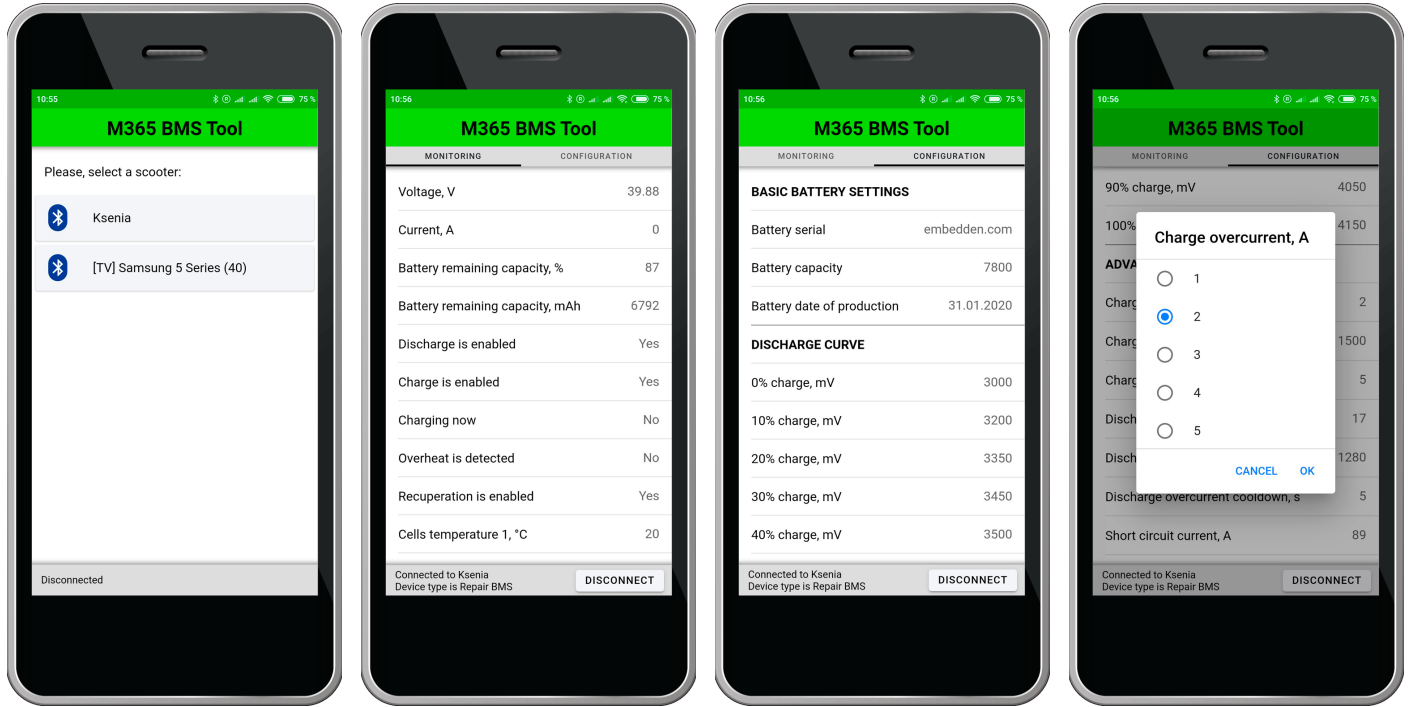 10:55
75 %
M365 BMS Tool
Please, select a scooter:
Ksenia
[TV] Samsung 5 Series (40)
Disconnected
10:56
75 %
M365 BMS Tool
MONITORING CONFIGURATION
Voltage, V 39.88
Current, A 0
Battery remaining capacity, % 87
Battery remaining capacity, mAh 6792
Discharge is enabled Yes
Charge is enabled Yes
Charging now No
Overheat is detected No
Recuperation is enabled Yes
Cells temperature 1, °C 20
Connected to Ksenia
Device type is Repair BMS
DISCONNECT
10:56
75 %
M365 BMS Tool
MONITORING CONFIGURATION
BASIC BATTERY SETTINGS
Battery serial embedden.com
Battery capacity 7800
Battery date of production 31.01.2020
DISCHARGE CURVE
0% charge, mV 3000
10% charge, mV 3200
20% charge, mV 3350
30% charge, mV 3450
40% charge, mV 3500
Connected to Ksenia
Device type is Repair BMS
DISCONNECT
10:56
75 %
M365 BMS Tool
MONITORING CONFIGURATION
90% charge, mV 4050
100% 4150
Charge overcurrent, A
1
2
3
4
5
CANCEL OK
2
1500
5
17
1280
Discharge overcurrent cooldown, s 5
Short circuit current, A 89
Connected to Ksenia
Device type is Repair BMS
DISCONNECT